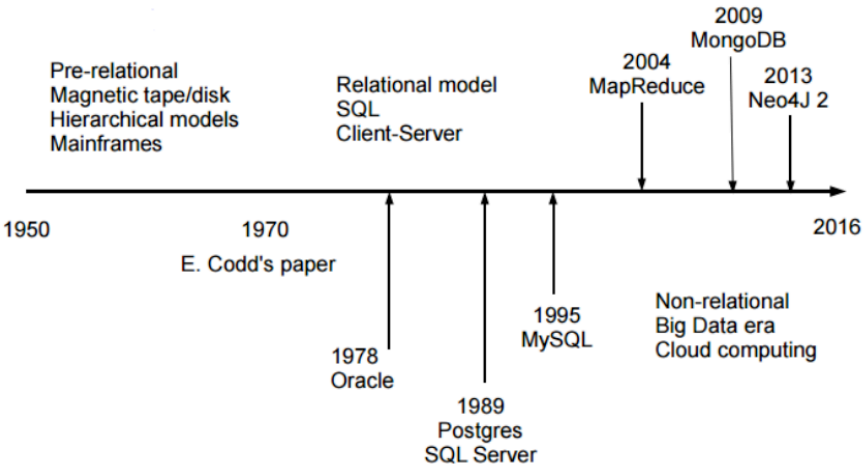 Pre-relational
Magnetic tape/disk
Hierarchical models
Mainframes
Relational model
SQL
Client-Server
2004
MapReduce
2009
MongoDB
2013
Neo4J 2
1950
1970
E. Codd's paper
2016
1978
Oracle
1989
Postgres
SQL Server
1995
MySQL
Non-relational
Big Data era
Cloud computing